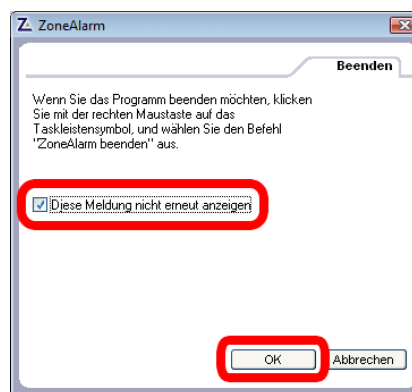 ZoneAlarm
Beenden
Wenn Sie das Programm beenden möchten, klicken
Sie mit der rechten Maustaste auf das
Taskleistensymbol, und wählen Sie den Befehl
"ZoneAlarm beenden" aus.
Diese Meldung nicht erneut anzeigen
OK
Abbrechen